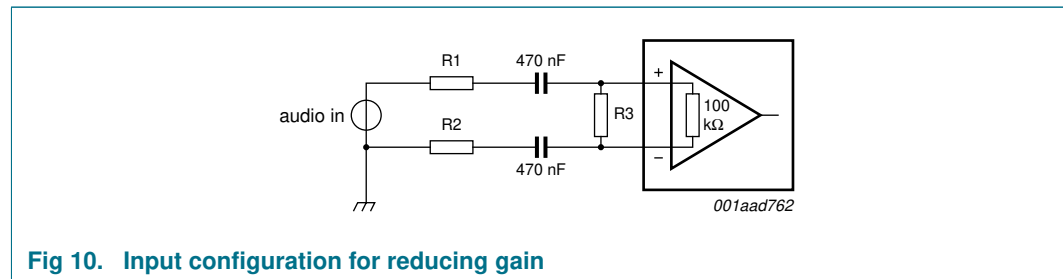 R1
470 nF
+
audio in
R3
100
kΩ
R2
–
470 nF
001aad762
Fig 10. Input configuration for reducing gain